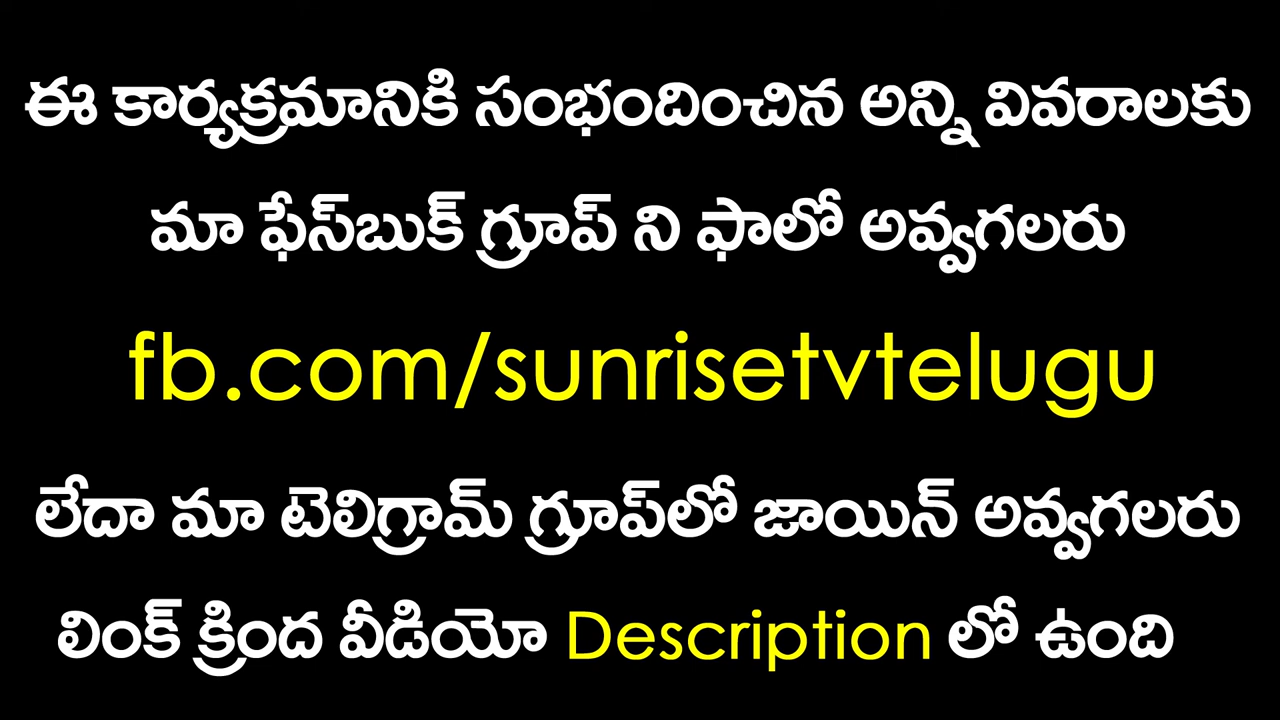 ఈ కార్యక్రమానికి సంభందించిన అన్ని వివరాలకు
మా ఫేస్‌బుక్ గ్రూప్ ని ఫాలో అవ్వగలరు
fb.com/sunrisetvtelugu
లేదా మా టెలిగ్రామ్ గ్రూప్‌లో జాయిన్ అవ్వగలరు
లింక్ క్రింద వీడియో Description లో ఉంది